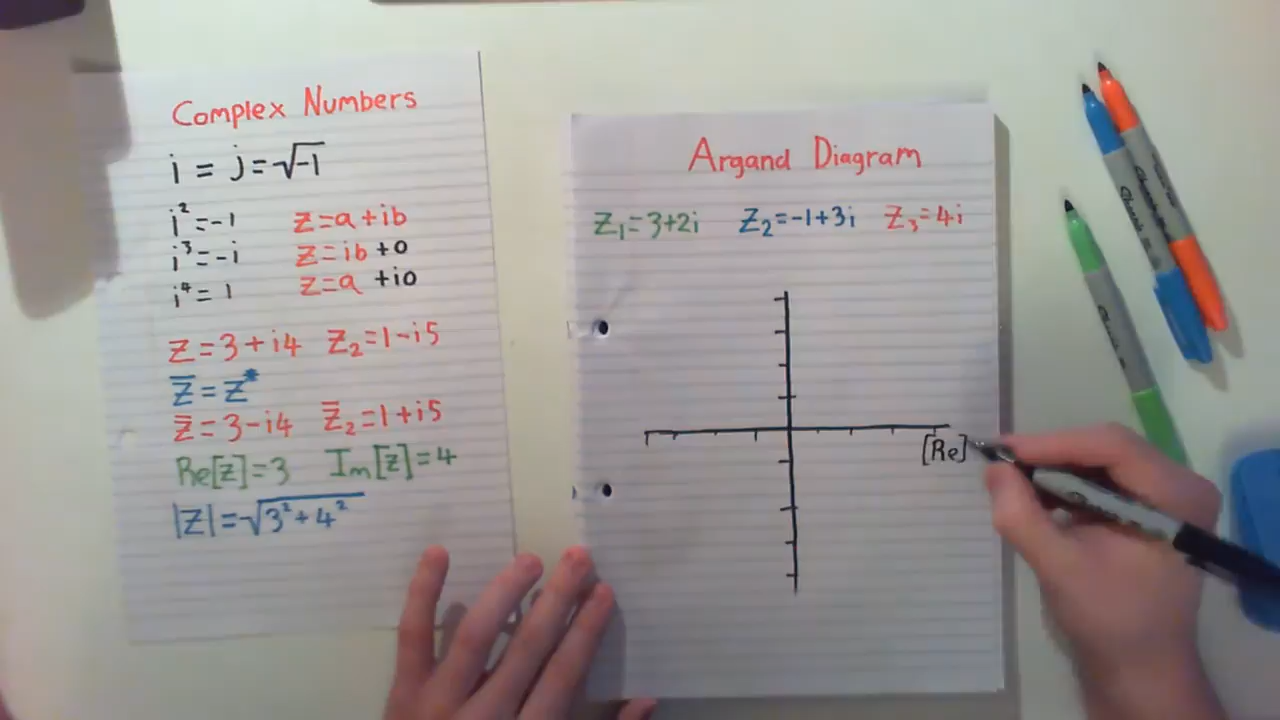 Complex Numbers
i = j = √-1
i² = -1 z = a + ib
i³ = -i z = ib + 0
i⁴ = 1 z = a + i0
z = 3 + i4 z₂ = 1 - i5
z̅ = z*
z̅ = 3 - i4 z̅₂ = 1 + i5
Re[z] = 3 Im[z] = 4
|z| = √3² + 4²
Argand Diagram
z₁ = 3 + 2i z₂ = -1 + 3i z₃ = 4i
[Re]